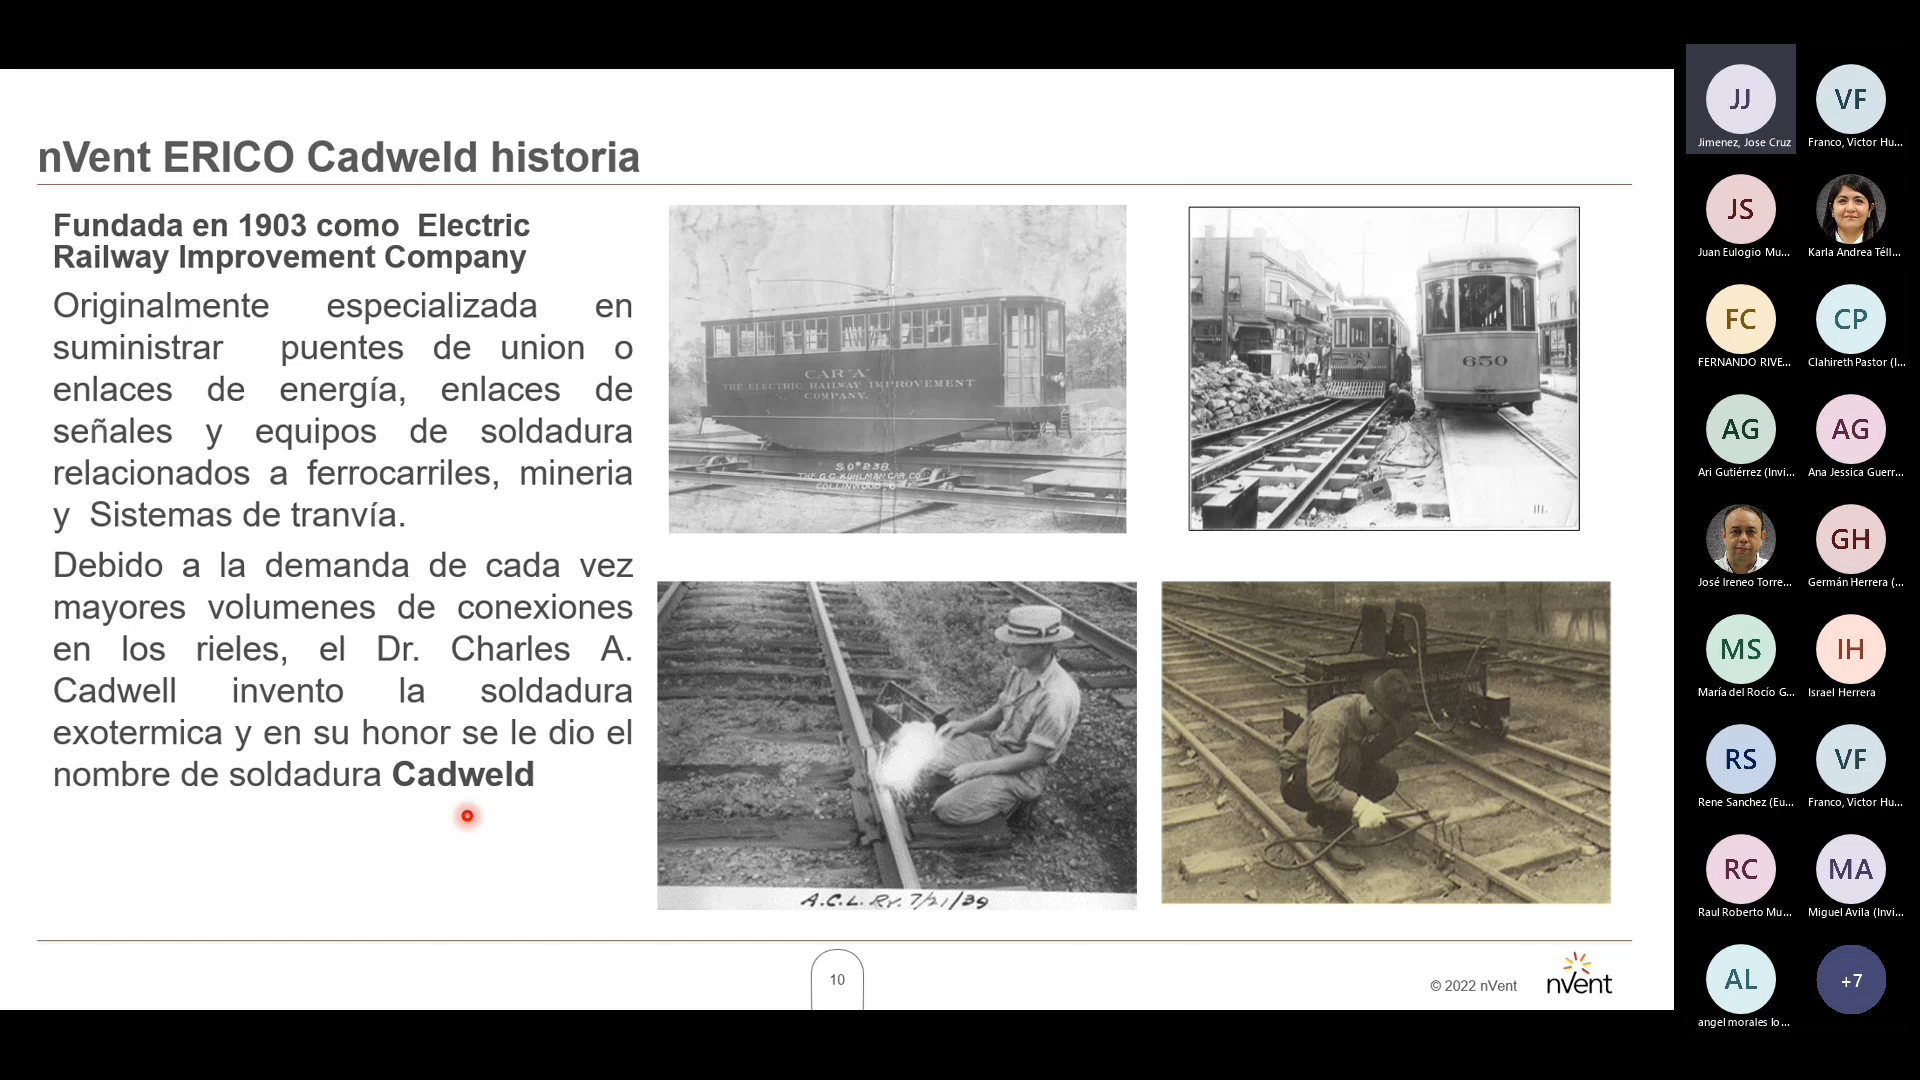 nVent ERICO Cadweld historia
Fundada en 1903 como Electric
Railway Improvement Company
Originalmente especializada en
suministrar puentes de union o
enlaces de energía, enlaces de
señales y equipos de soldadura
relacionados a ferrocarriles, mineria
y Sistemas de tranvía.
Debido a la demanda de cada vez
mayores volumenes de conexiones
en los rieles, el Dr. Charles A.
Cadwell invento la soldadura
exotermica y en su honor se le dio el
nombre de soldadura Cadweld
CAR "A"
THE ELECTRIC RAILWAY IMPROVEMENT
COMPANY.
S.O# 238
THE G.C. KUHLMAN CAR CO
COLLINWOOD O
650
111.
A.C.L. Ry. 7/21/39
10
© 2022 nVent
nVent
JJ
Jimenez, Jose Cruz
VF
Franco, Victor Hu...
JS
Juan Eulogio Mu...
Karla Andrea Téll...
FC
FERNANDO RIVE...
CP
Clahireth Pastor (I...
AG
Ari Gutiérrez (Invi...
AG
Ana Jessica Guerr...
José Ireneo Torre...
GH
Germán Herrera (...
MS
María del Rocío G...
IH
Israel Herrera
RS
Rene Sanchez (Eu...
VF
Franco, Victor Hu...
RC
Raul Roberto Mu...
MA
Miguel Avila (Invi...
AL
angel morales lo...
+7